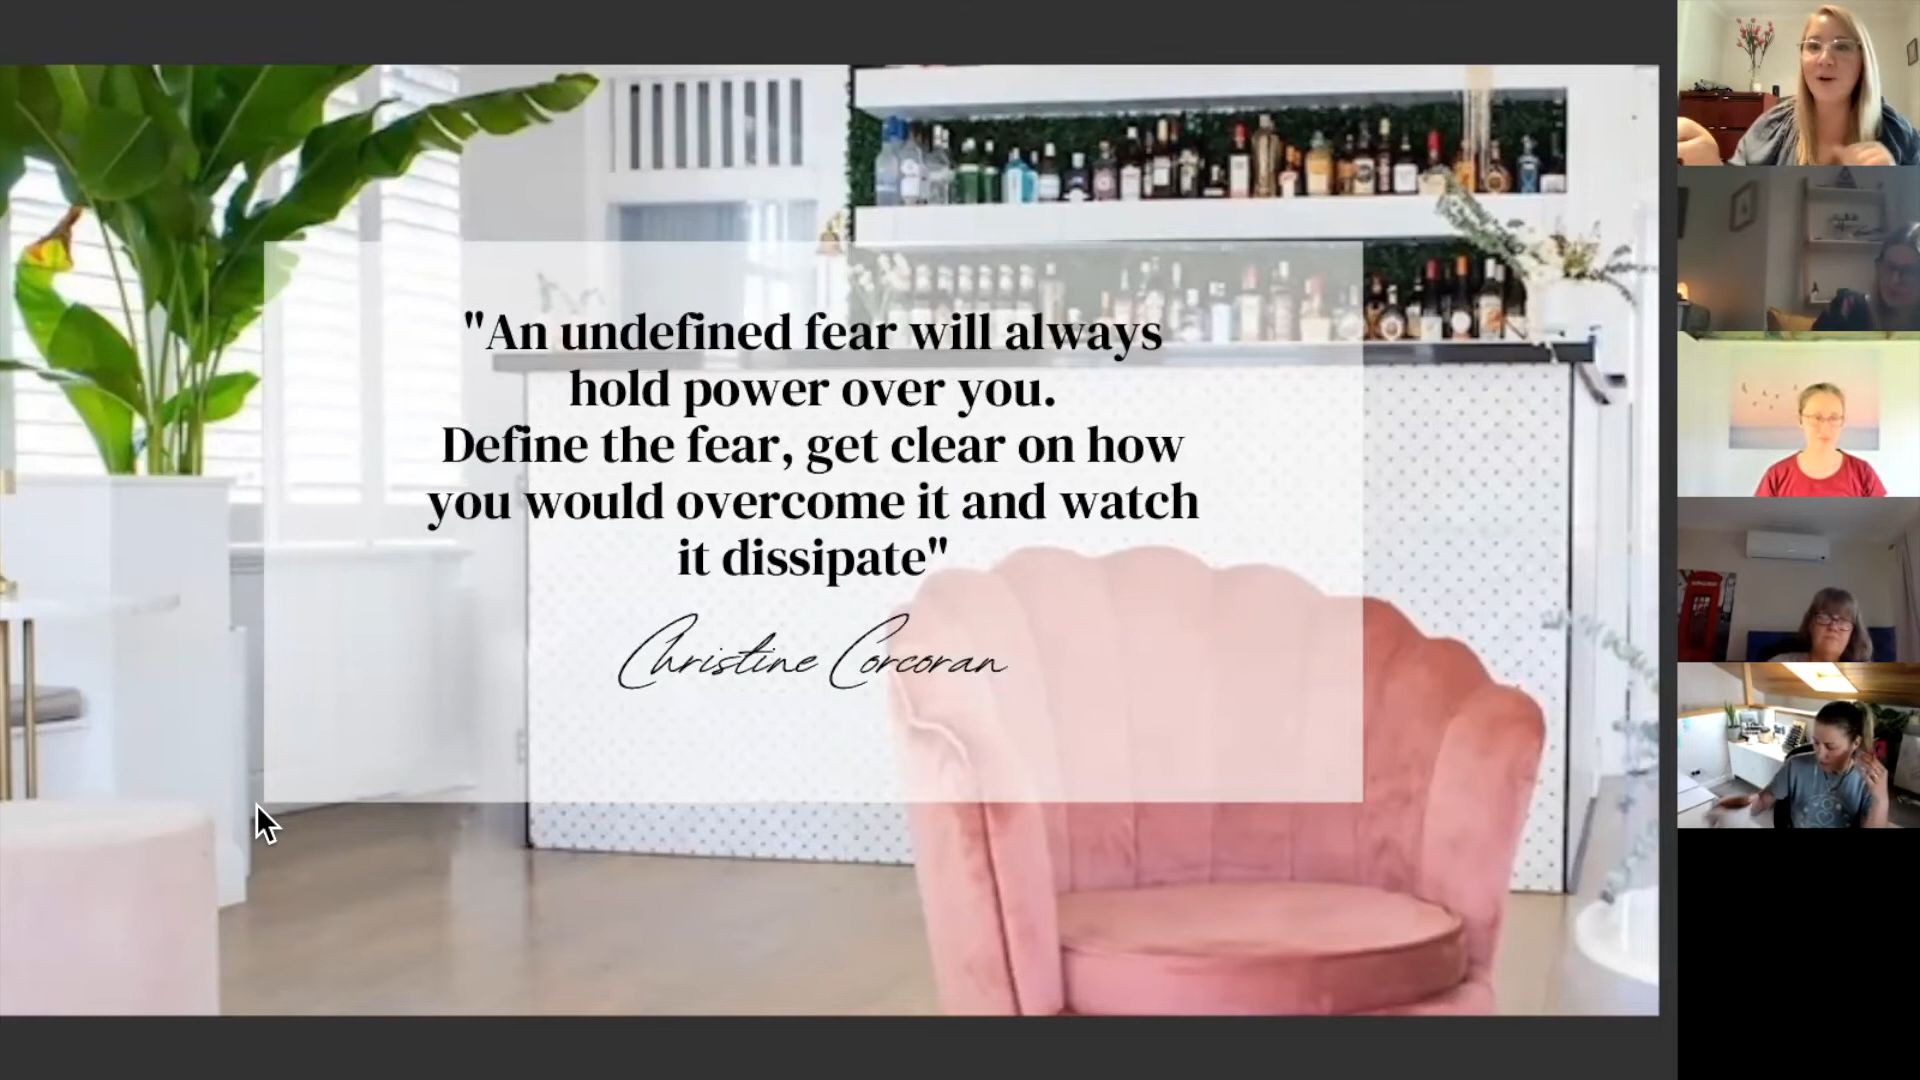 "An undefined fear will always
hold power over you.
Define the fear, get clear on how
you would overcome it and watch
it dissipate"
Christine Corcoran